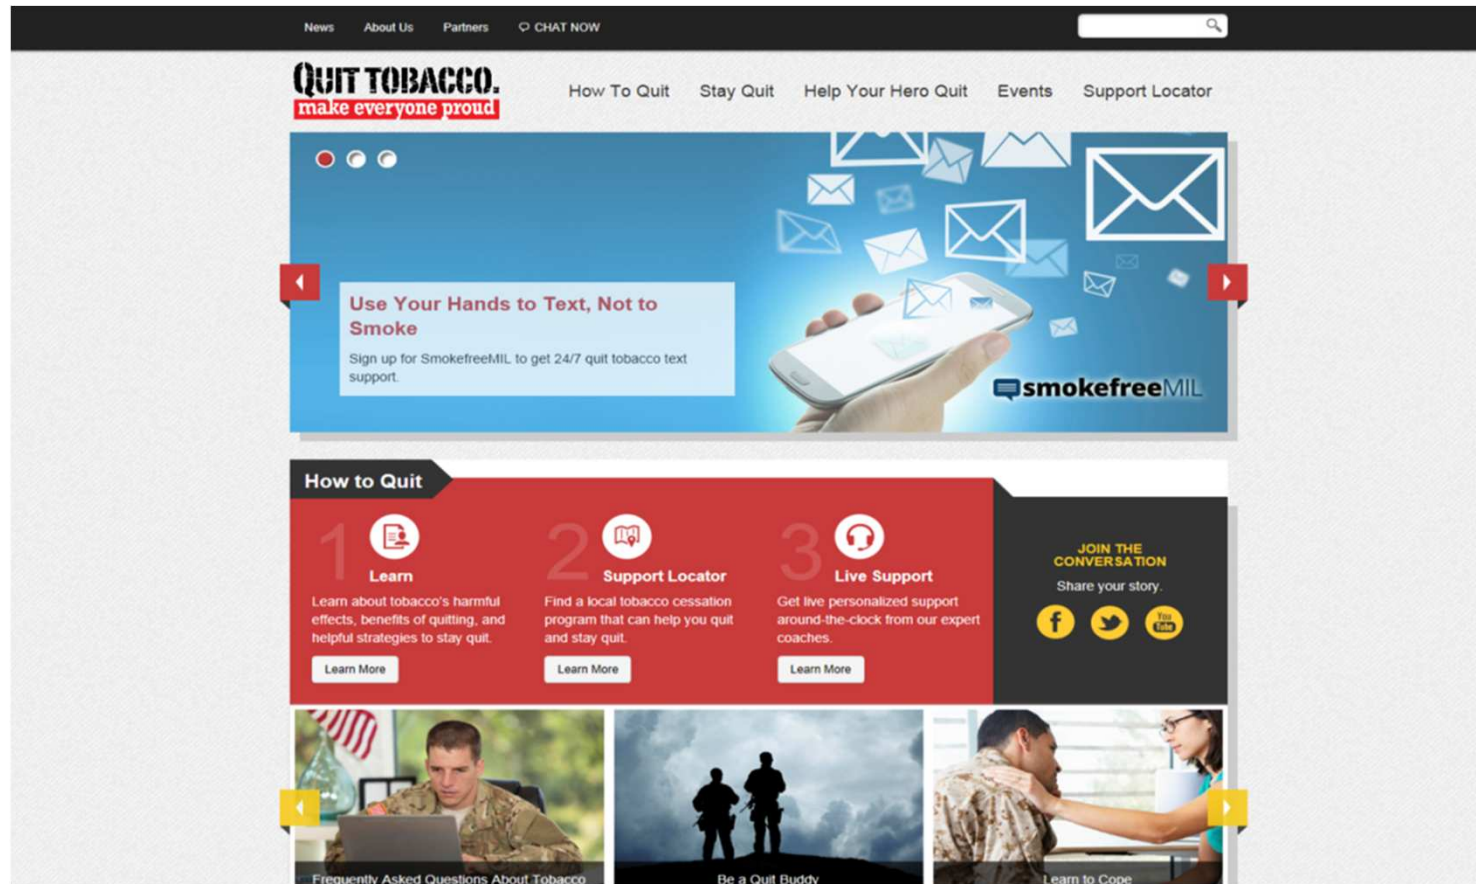 News About Us Partners CHAT NOW
QUIT TOBACCO.
make everyone proud
How To Quit Stay Quit Help Your Hero Quit Events Support Locator
Use Your Hands to Text, Not to
Smoke
Sign up for SmokefreeMIL to get 24/7 quit tobacco text
support.
smokefreeMIL
How to Quit
1
Learn
Learn about tobacco's harmful
effects, benefits of quitting, and
helpful strategies to stay quit.
Learn More
2
Support Locator
Find a local tobacco cessation
program that can help you quit
and stay quit.
Learn More
3
Live Support
Get live personalized support
around-the-clock from our expert
coaches.
Learn More
JOIN THE
CONVERSATION
Share your story.
f
You
Tube
Frequently Asked Questions About Tobacco
Be a Quit Buddy
Learn to Cope